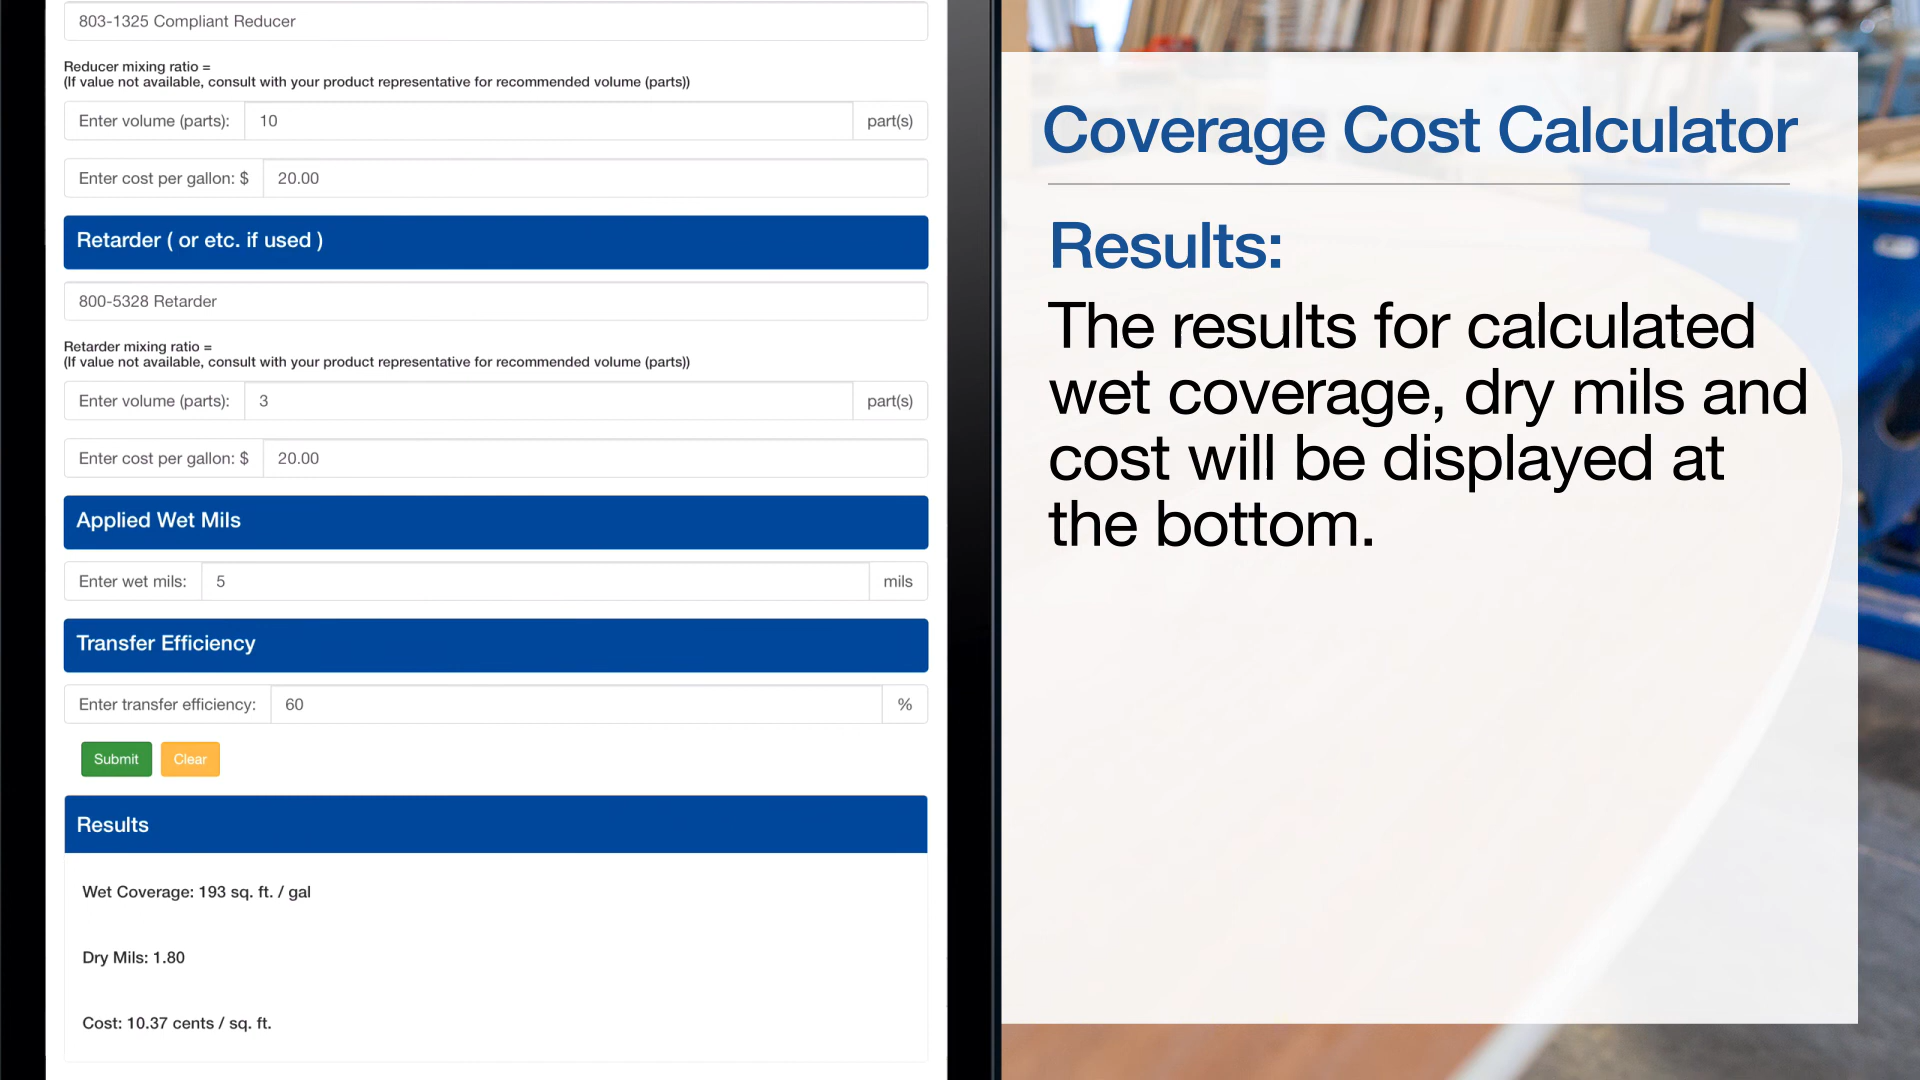 803-1325 Compliant Reducer
Reducer mixing ratio =
(If value not available, consult with your product representative for recommended volume (parts))
Enter volume (parts): 10 part(s)
Enter cost per gallon: $ 20.00
Retarder ( or etc. if used )
800-5328 Retarder
Retarder mixing ratio =
(If value not available, consult with your product representative for recommended volume (parts))
Enter volume (parts): 3 part(s)
Enter cost per gallon: $ 20.00
Applied Wet Mils
Enter wet mils: 5 mils
Transfer Efficiency
Enter transfer efficiency: 60 %
Submit Clear
Results
Wet Coverage: 193 sq. ft. / gal
Dry Mils: 1.80
Cost: 10.37 cents / sq. ft.
Coverage Cost Calculator
Results:
The results for calculated
wet coverage, dry mils and
cost will be displayed at
the bottom.